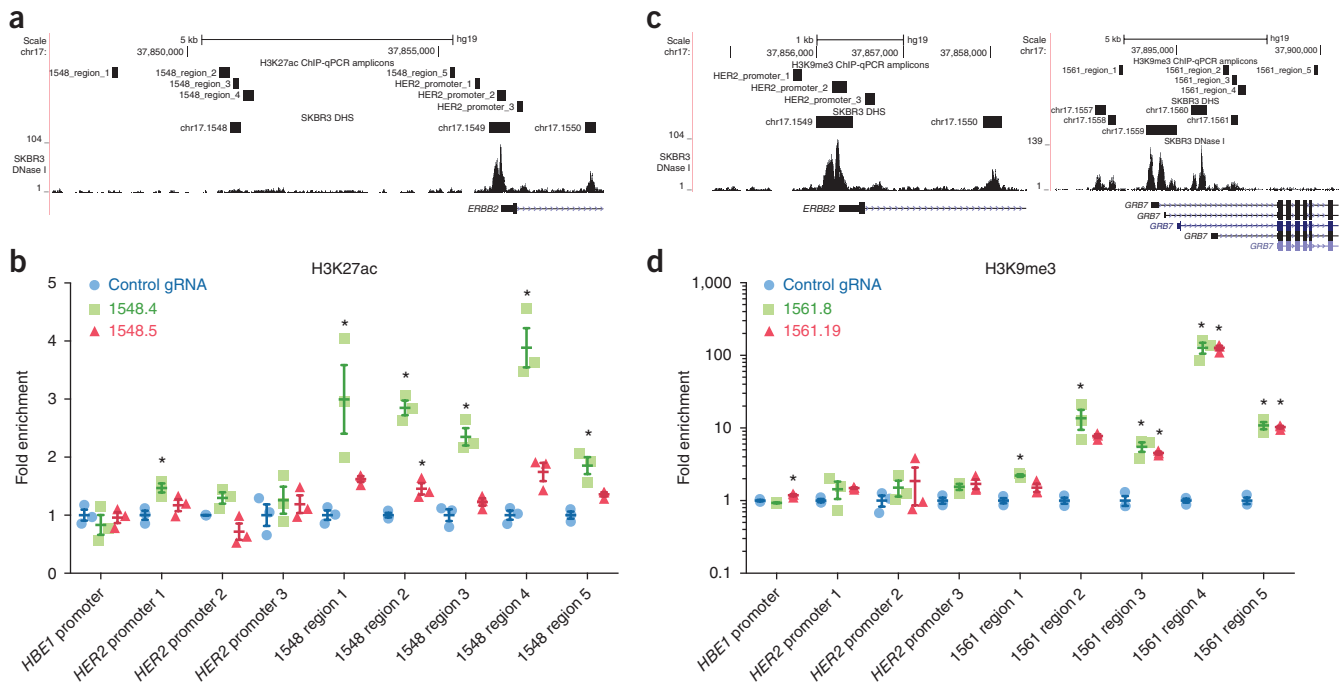 a
Scale
5 kb
hg19
chr17:
37,850,000
37,855,000
H3K27ac ChIP-qPCR amplicons
1548_region_1
1548_region_2
1548_region_5
1548_region_3
HER2_promoter_1
1548_region_4
HER2_promoter_2
HER2_promoter_3
SKBR3 DHS
chr17.1548
chr17.1549
chr17.1550
104
SKBR3
DNase I
1
ERBB2
c
Scale
1 kb
hg19
chr17:
37,856,000
37,857,000
37,858,000
H3K9me3 ChIP-qPCR amplicons
HER2_promoter_1
HER2_promoter_2
HER2_promoter_3
SKBR3 DHS
chr17.1549
chr17.1550
104
SKBR3
DNase I
1
ERBB2
5 kb
hg19
37,895,000
37,900,000
H3K9me3 ChIP-qPCR amplicons
1561_region_1
1561_region_2
1561_region_5
1561_region_3
1561_region_4
SKBR3 DHS
chr17.1557
chr17.1560
chr17.1558
chr17.1561
chr17.1559
SKBR3 DNase I
139
1
GRB7
GRB7
GRB7
GRB7
GRB7
b
H3K27ac
Control gRNA
1548.4
1548.5
Fold enrichment
5
4
3
2
1
0
* * * * * * *
HBE1 promoter
HER2 promoter 1
HER2 promoter 2
HER2 promoter 3
1548 region 1
1548 region 2
1548 region 3
1548 region 4
1548 region 5
d
H3K9me3
Control gRNA
1561.8
1561.19
Fold enrichment
1,000
100
10
1
0.1
* * * * * * * * *
HBE1 promoter
HER2 promoter 1
HER2 promoter 2
HER2 promoter 3
1561 region 1
1561 region 2
1561 region 3
1561 region 4
1561 region 5